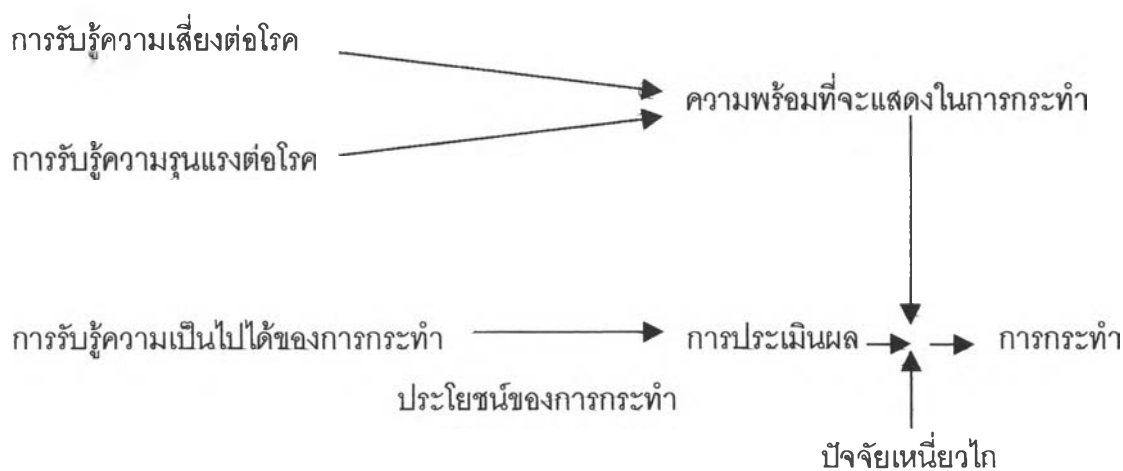 การรับรู้ความเสี่ยงต่อโรค
ความพร้อมที่จะแสดงในการกระทำ
การรับรู้ความรุนแรงต่อโรค
การรับรู้ความเป็นไปได้ของการกระทำ การประเมินผล การกระทำ
ประโยชน์ของการกระทำ
ปัจจัยเหนี่ยวไก